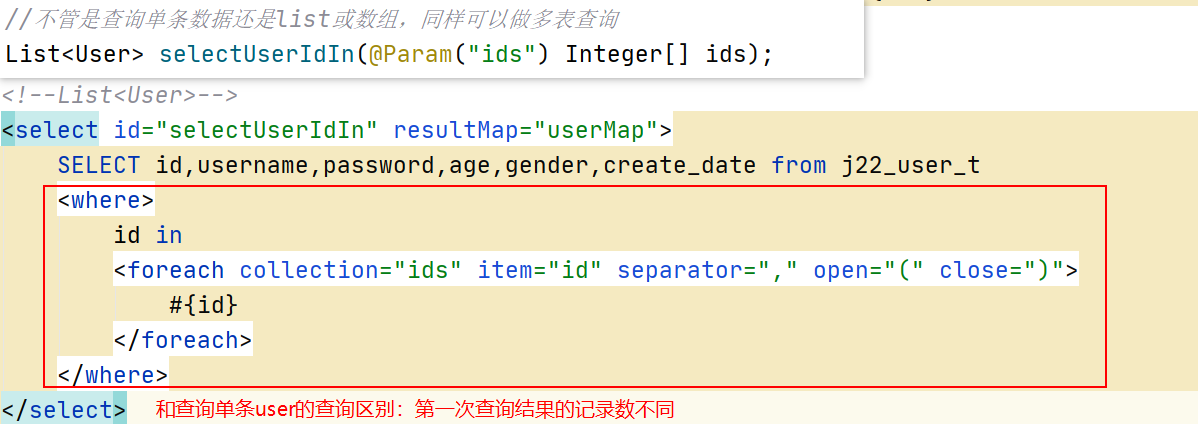 //不管是查询单条数据还是list或数组，同样可以做多表查询
List<User> selectUserIdIn(@Param("ids") Integer[] ids);
<!--List<User>-->
<select id="selectUserIdIn" resultMap="userMap">
SELECT id,username,password,age,gender,create_date from j22_user_t
<where>
id in
<foreach collection="ids" item="id" separator="," open="(" close=")">
#{id}
</foreach>
</where>
</select> 和查询单条user的查询区别：第一次查询结果的记录数不同